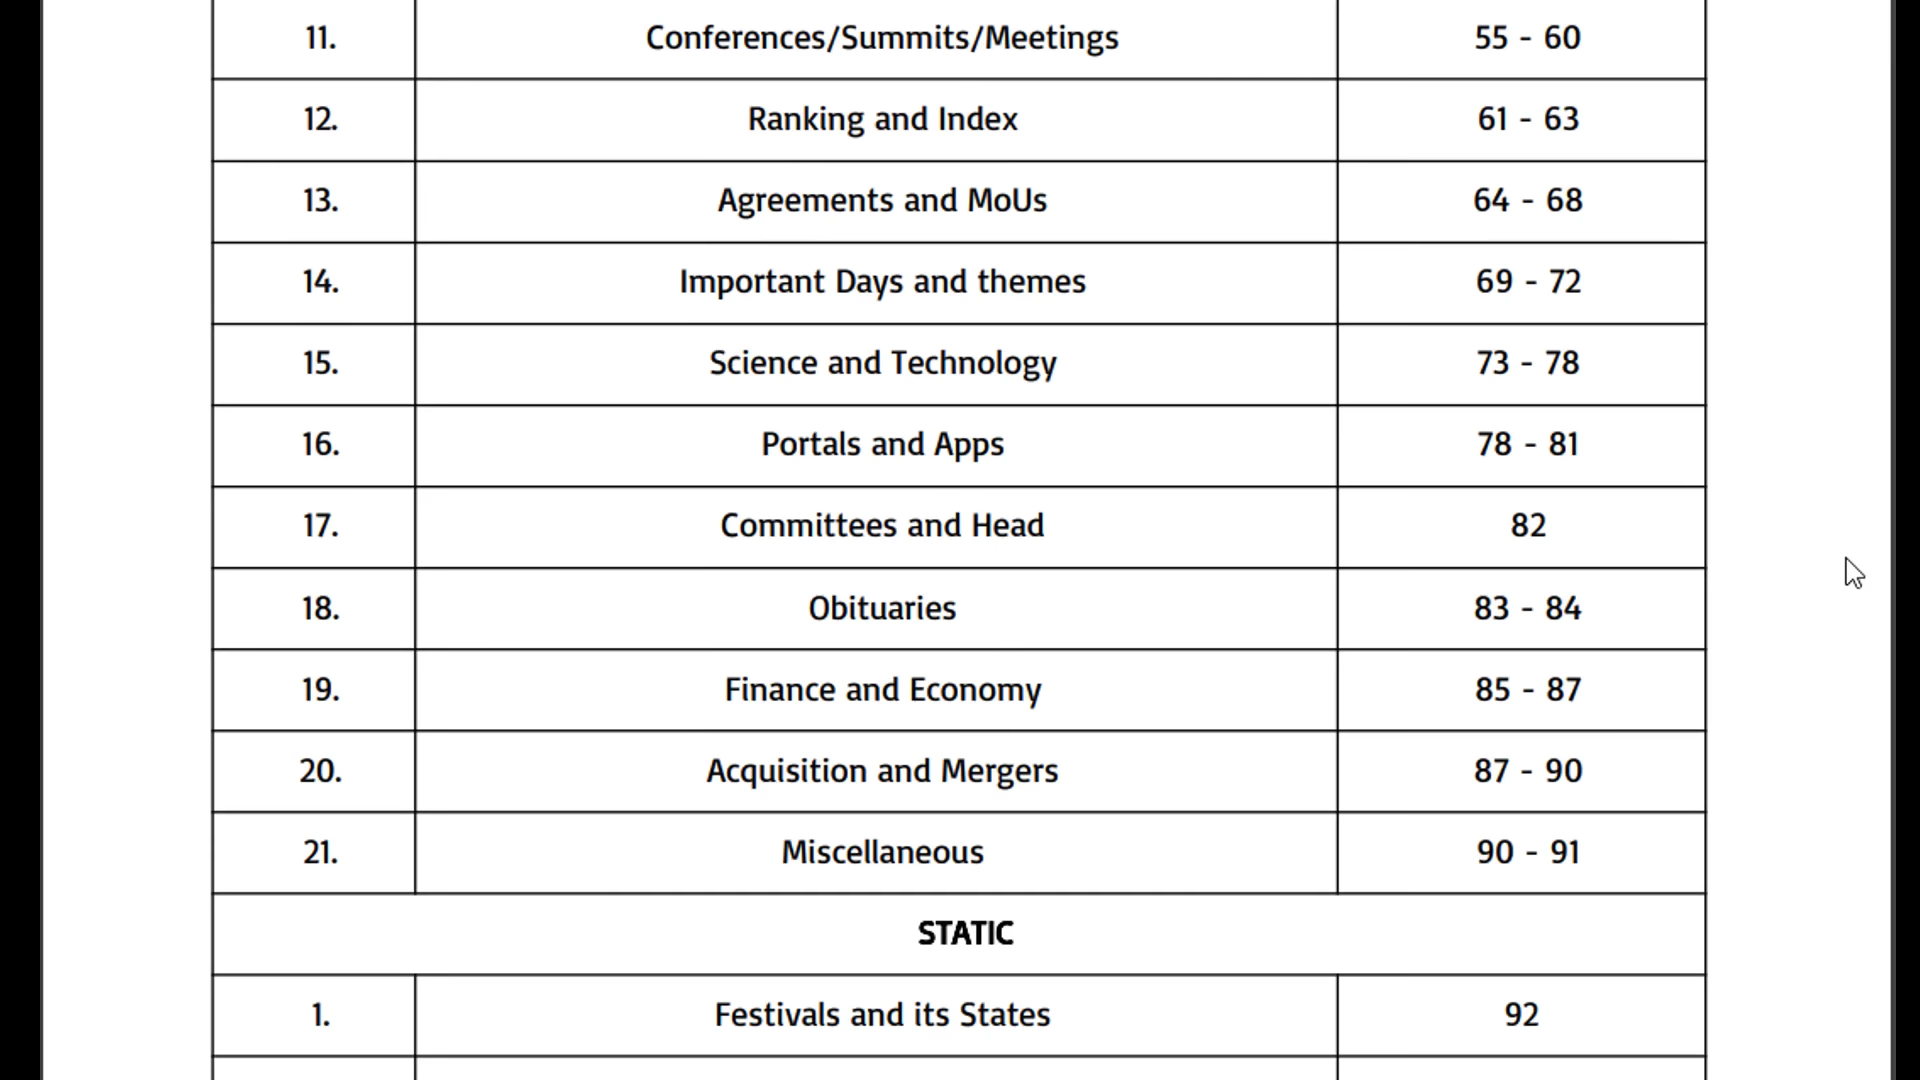 11. Conferences/Summits/Meetings 55 - 60
12. Ranking and Index 61 - 63
13. Agreements and MoUs 64 - 68
14. Important Days and themes 69 - 72
15. Science and Technology 73 - 78
16. Portals and Apps 78 - 81
17. Committees and Head 82
18. Obituaries 83 - 84
19. Finance and Economy 85 - 87
20. Acquisition and Mergers 87 - 90
21. Miscellaneous 90 - 91
STATIC
1. Festivals and its States 92